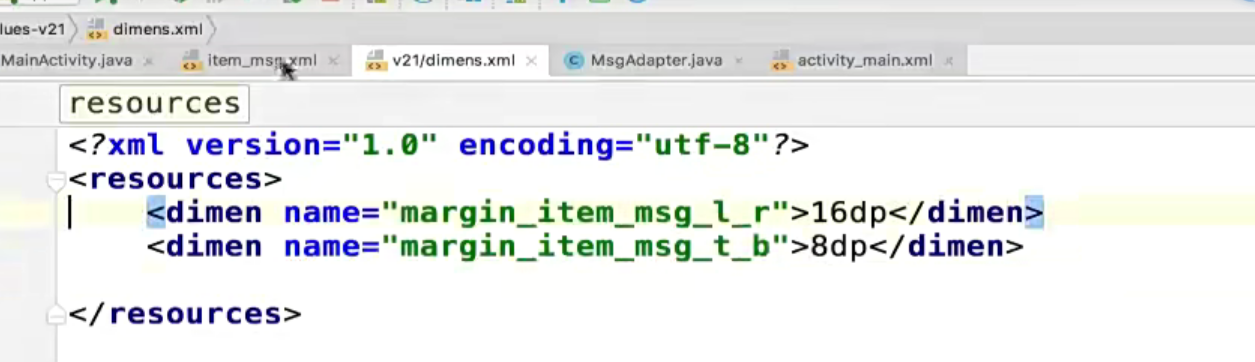 lues-v21 dimens.xml
MainActivity.java item_msg.xml v21/dimens.xml MsgAdapter.java activity_main.xml
resources
<?xml version="1.0" encoding="utf-8"?>
<resources>
<dimen name="margin_item_msg_l_r">16dp</dimen>
<dimen name="margin_item_msg_t_b">8dp</dimen>
</resources>